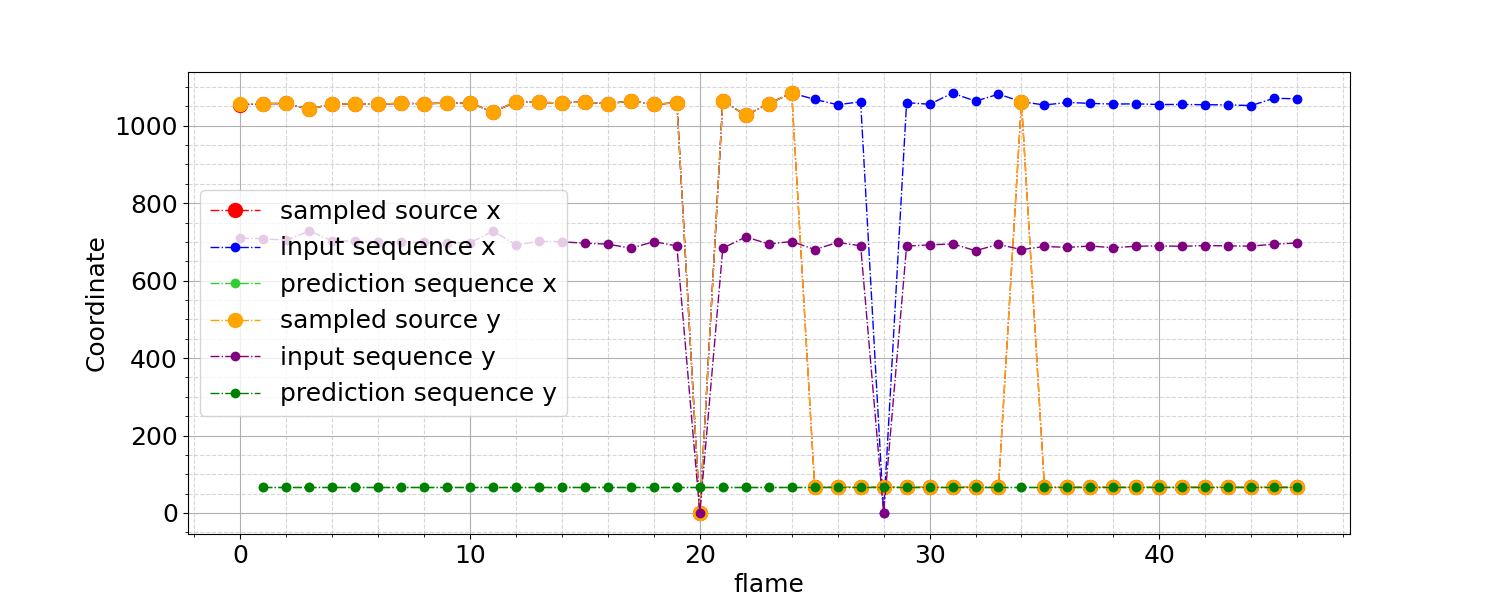 1000
800
600
400
200
0
Coordinate
sampled source x
input sequence x
prediction sequence x
sampled source y
input sequence y
prediction sequence y
0 10 20 30 40
flame